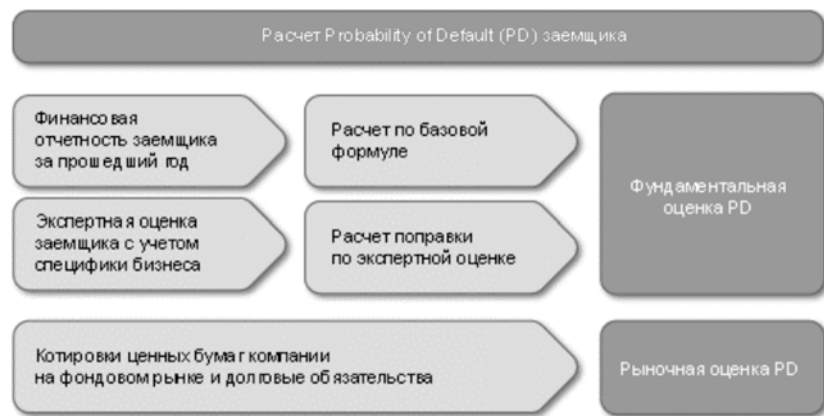 Расчет Probability of Default (PD) заемщика
Финансовая
отчетность заемщика
за прошедший год
Расчет по базовой
формуле
Экспертная оценка
заемщика с учетом
специфики бизнеса
Расчет поправки
по экспертной оценке
Фундаментальная
оценка PD
Котировки ценных бумаг компании
на фондовом рынке и долговые обязательства
Рыночная оценка PD